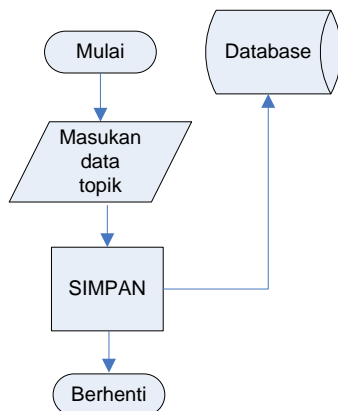 Mulai
Database
Masukan
data
topik
SIMPAN
Berhenti